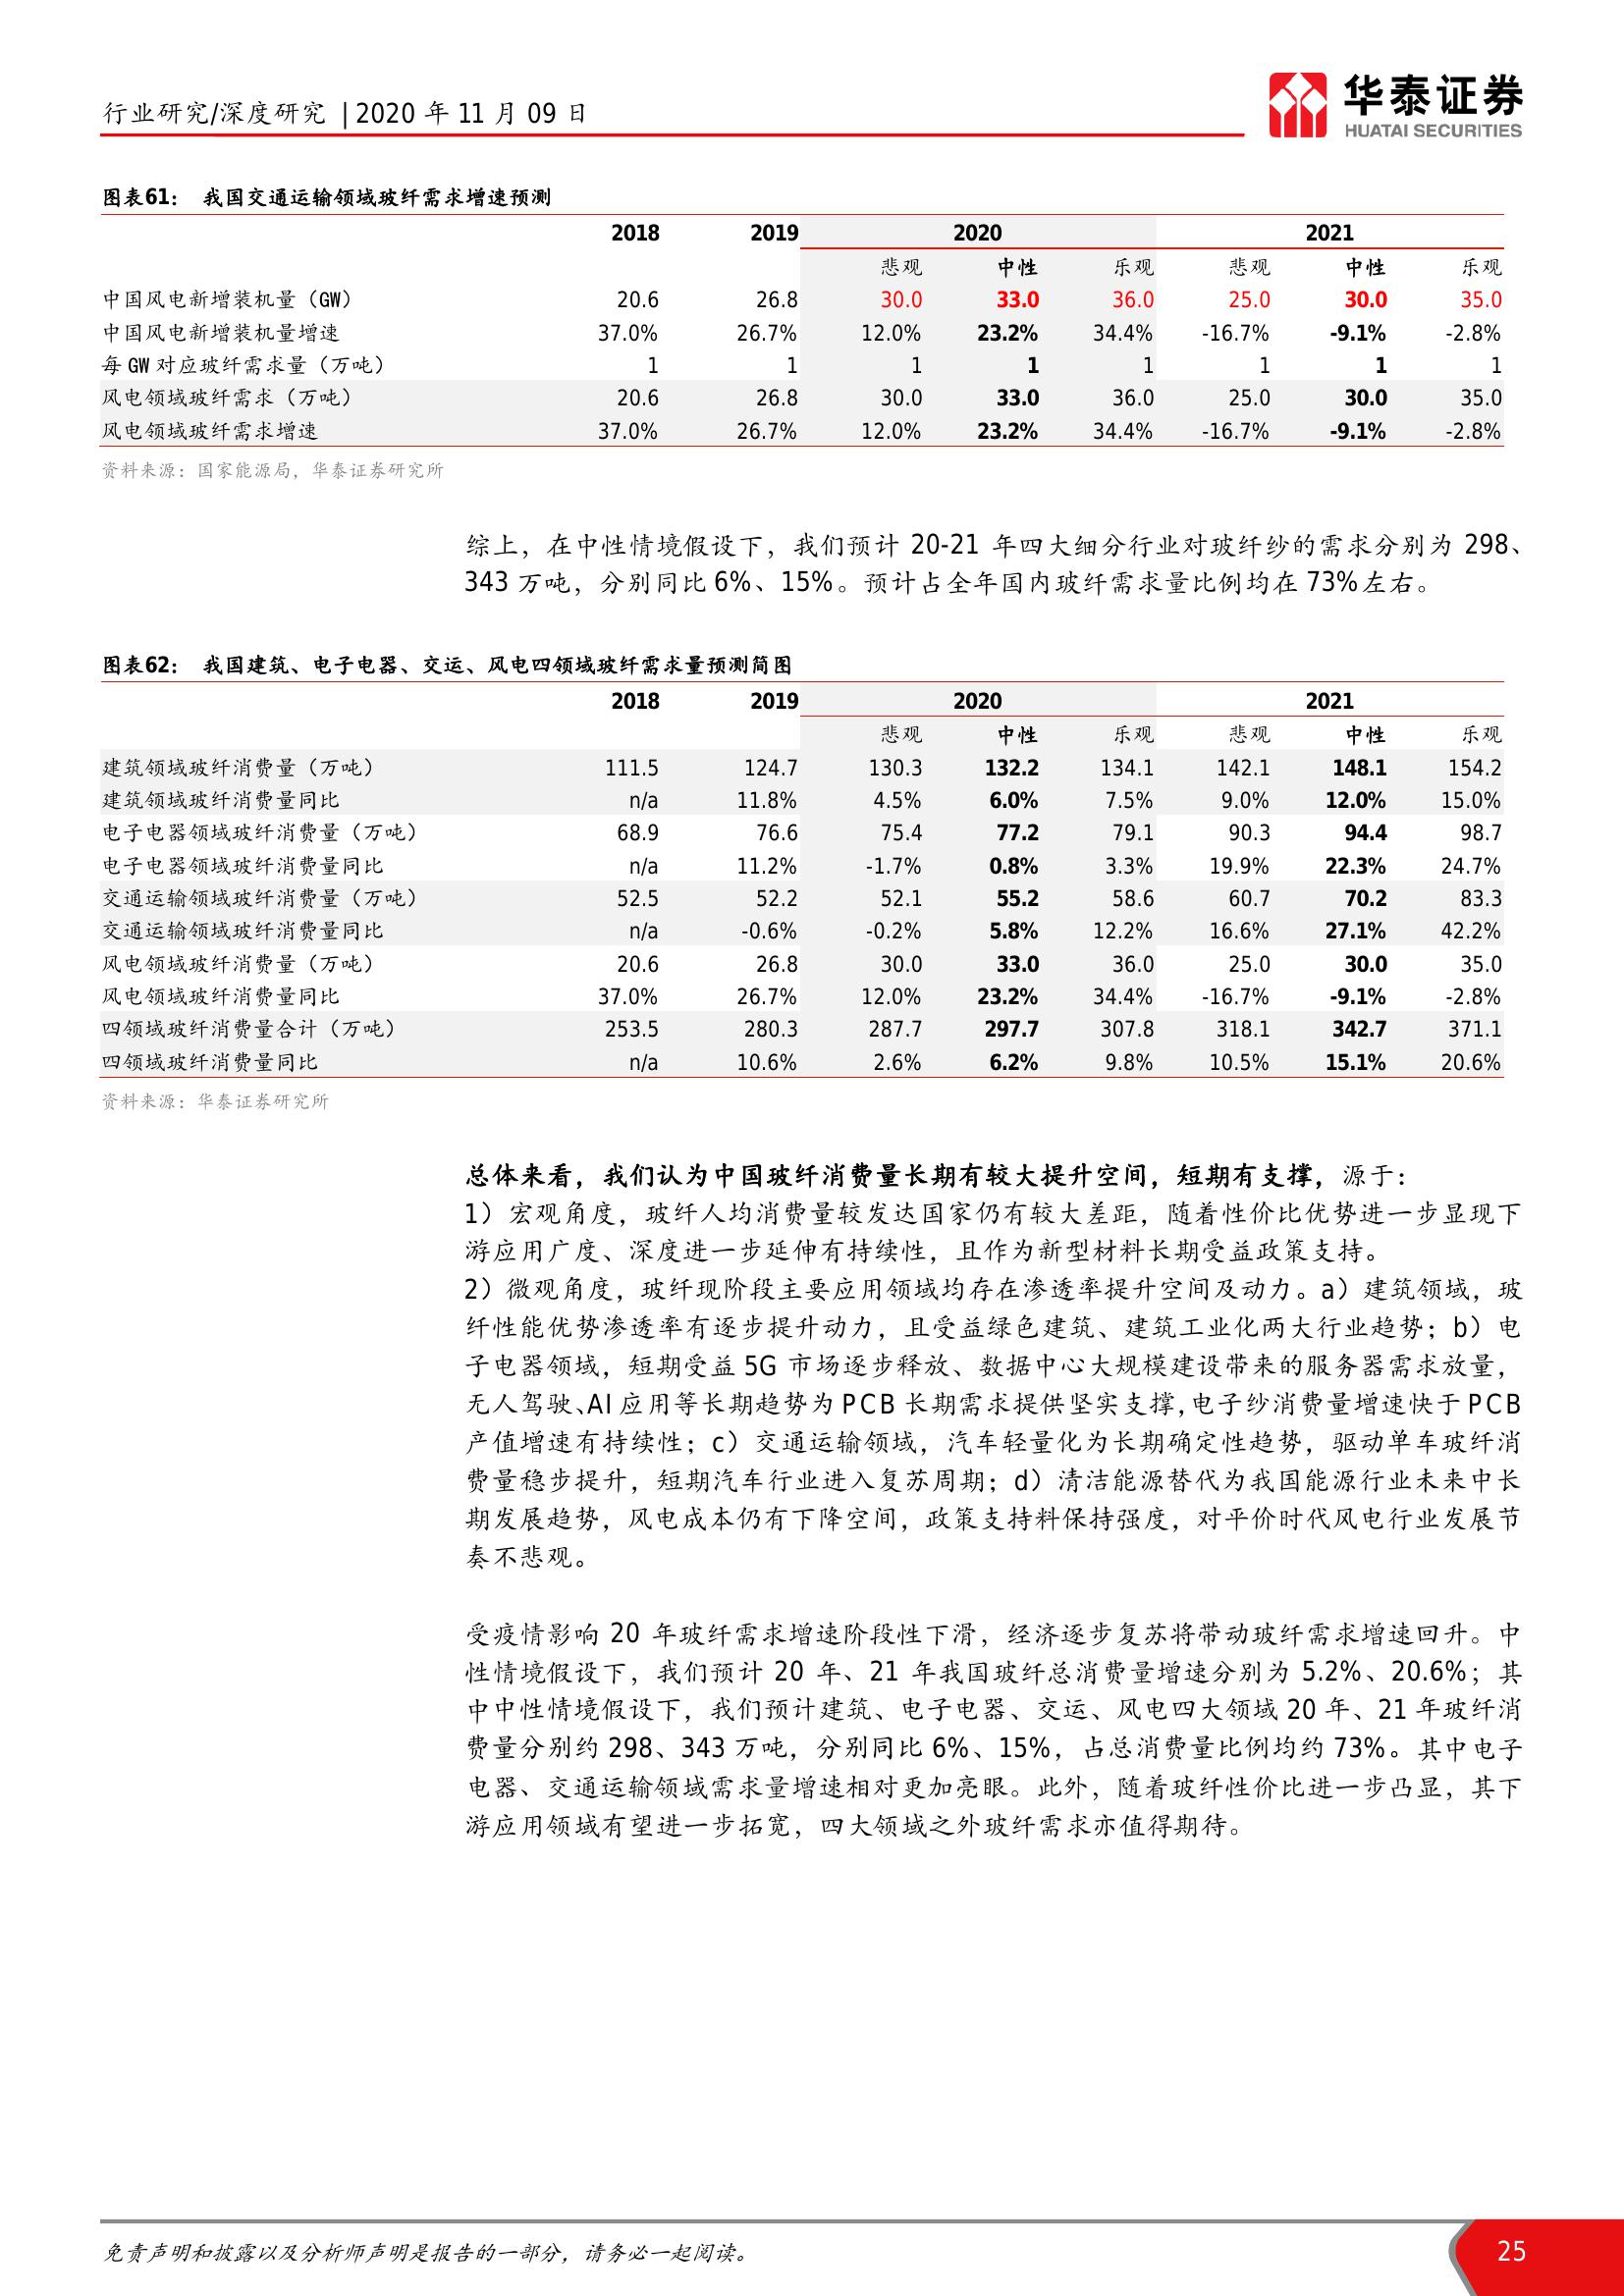 行业研究/深度研究 | 2020 年 11 月 09 日
华泰证券
HUATAI SECURITIES
图表61： 我国交通运输领域玻纤需求增速预测
2018 2019 2020 2021
悲观 中性 乐观 悲观 中性 乐观
中国风电新增装机量（GW） 20.6 26.8 30.0 33.0 36.0 25.0 30.0 35.0
中国风电新增装机量增速 37.0% 26.7% 12.0% 23.2% 34.4% -16.7% -9.1% -2.8%
每 GW 对应玻纤需求量（万吨） 1 1 1 1 1 1 1 1
风电领域玻纤需求（万吨） 20.6 26.8 30.0 33.0 36.0 25.0 30.0 35.0
风电领域玻纤需求增速 37.0% 26.7% 12.0% 23.2% 34.4% -16.7% -9.1% -2.8%
资料来源：国家能源局，华泰证券研究所
综上，在中性情境假设下，我们预计 20-21 年四大细分行业对玻纤纱的需求分别为 298、
343 万吨，分别同比 6%、15%。预计占全年国内玻纤需求量比例均在 73%左右。
图表62： 我国建筑、电子电器、交运、风电四领域玻纤需求量预测简图
2018 2019 2020 2021
悲观 中性 乐观 悲观 中性 乐观
建筑领域玻纤消费量（万吨） 111.5 124.7 130.3 132.2 134.1 142.1 148.1 154.2
建筑领域玻纤消费量同比 n/a 11.8% 4.5% 6.0% 7.5% 9.0% 12.0% 15.0%
电子电器领域玻纤消费量（万吨） 68.9 76.6 75.4 77.2 79.1 90.3 94.4 98.7
电子电器领域玻纤消费量同比 n/a 11.2% -1.7% 0.8% 3.3% 19.9% 22.3% 24.7%
交通运输领域玻纤消费量（万吨） 52.5 52.2 52.1 55.2 58.6 60.7 70.2 83.3
交通运输领域玻纤消费量同比 n/a -0.6% -0.2% 5.8% 12.2% 16.6% 27.1% 42.2%
风电领域玻纤消费量（万吨） 20.6 26.8 30.0 33.0 36.0 25.0 30.0 35.0
风电领域玻纤消费量同比 37.0% 26.7% 12.0% 23.2% 34.4% -16.7% -9.1% -2.8%
四领域玻纤消费量合计（万吨） 253.5 280.3 287.7 297.7 307.8 318.1 342.7 371.1
四领域玻纤消费量同比 n/a 10.6% 2.6% 6.2% 9.8% 10.5% 15.1% 20.6%
资料来源：华泰证券研究所
总体来看，我们认为中国玻纤消费量长期有较大提升空间，短期有支撑，源于：
1）宏观角度，玻纤人均消费量较发达国家仍有较大差距，随着性价比优势进一步显现下
游应用广度、深度进一步延伸有持续性，且作为新型材料长期受益政策支持。
2）微观角度，玻纤现阶段主要应用领域均存在渗透率提升空间及动力。a）建筑领域，玻
纤性能优势渗透率有逐步提升动力，且受益绿色建筑、建筑工业化两大行业趋势；b）电
子电器领域，短期受益 5G 市场逐步释放、数据中心大规模建设带来的服务器需求放量，
无人驾驶、AI 应用等长期趋势为 PCB 长期需求提供坚实支撑，电子纱消费量增速快于 PCB
产值增速有持续性；c）交通运输领域，汽车轻量化为长期确定性趋势，驱动单车玻纤消
费量稳步提升，短期汽车行业进入复苏周期；d）清洁能源替代为我国能源行业未来中长
期发展趋势，风电成本仍有下降空间，政策支持料保持强度，对平价时代风电行业发展节
奏不悲观。
受疫情影响 20 年玻纤需求增速阶段性下滑，经济逐步复苏将带动玻纤需求增速回升。中
性情境假设下，我们预计 20 年、21 年我国玻纤总消费量增速分别为 5.2%、20.6%；其
中中性情境假设下，我们预计建筑、电子电器、交运、风电四大领域 20 年、21 年玻纤消
费量分别约 298、343 万吨，分别同比 6%、15%，占总消费量比例均约 73%。其中电子
电器、交通运输领域需求量增速相对更加亮眼。此外，随着玻纤性价比进一步凸显，其下
游应用领域有望进一步拓宽，四大领域之外玻纤需求亦值得期待。
免责声明和披露以及分析师声明是报告的一部分，请务必一起阅读。
25